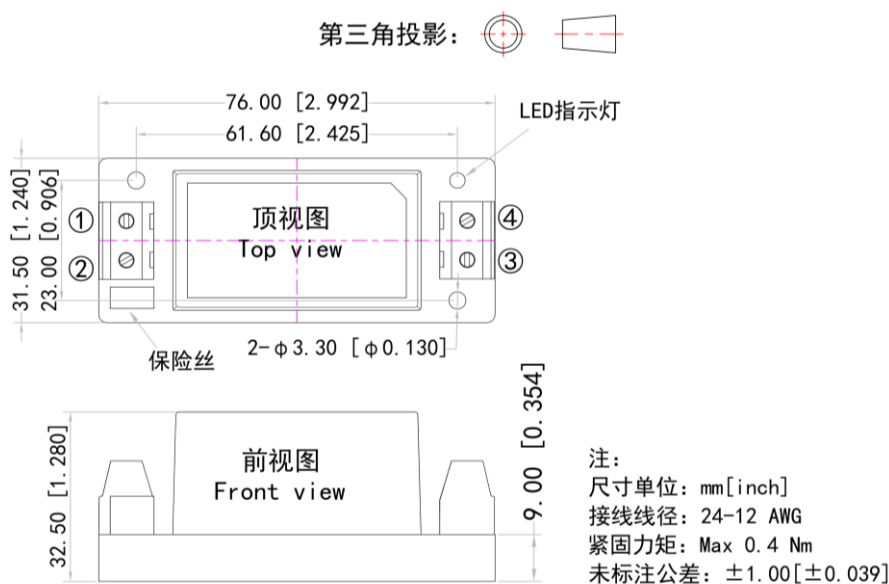 第三角投影:
76.00 [2.992]
61.60 [2.425]
LED指示灯
31.50 [1.240]
23.00 [0.906]
①
②
④
③
顶视图
Top view
2-φ3.30 [φ0.130]
保险丝
32.50 [1.280]
前视图
Front view
9.00 [0.354]
注:
尺寸单位: mm[inch]
接线线径: 24-12 AWG
紧固力矩: Max 0.4 Nm
未标注公差: ±1.00[±0.039]